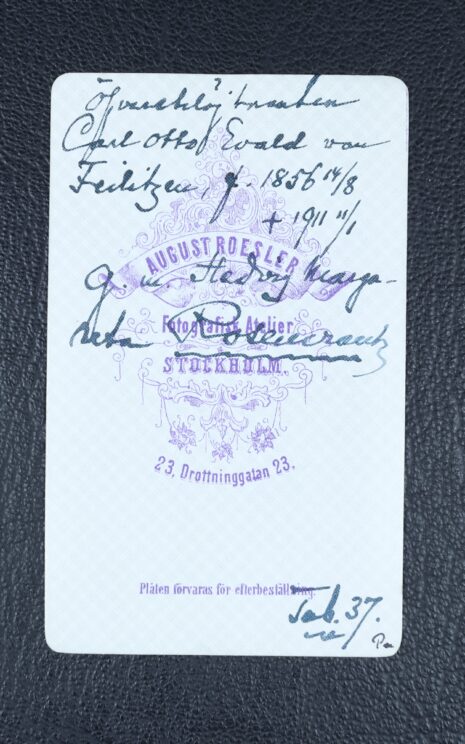 Öfverstelöjtnanten
Carl Otto Ewald von
Feilitzen, f. 1856 14/8
+ 1911 11/1
AUGUST ROESLER
g. m. Hedvig Marga-
reta Rosencrantz
Fotografisk Atelier
STOCKHOLM.
23, Drottninggatan 23.
Plåten förvaras för efterbeställning.
Tab. 37.